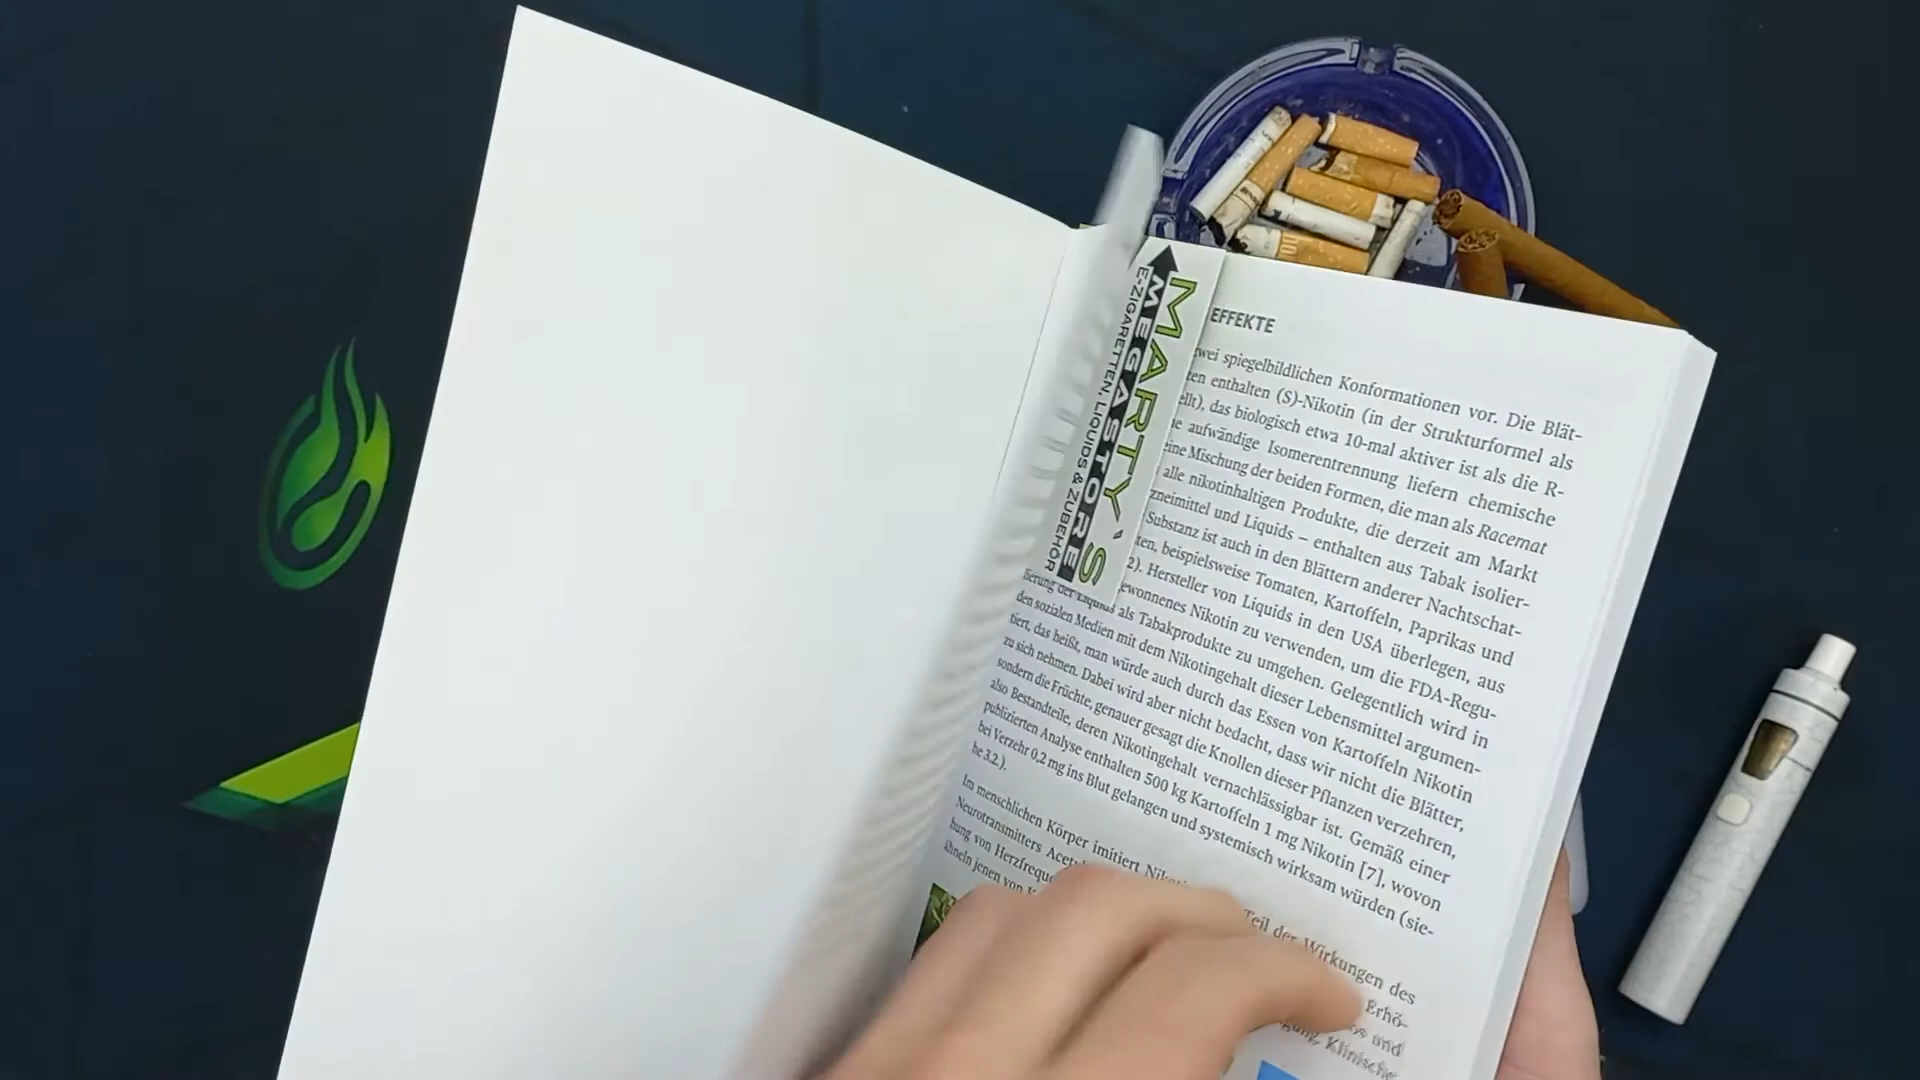 MARTY'S
MEGASTORE
E-ZIGARETTEN, LIQUIDS & ZUBEHÖR
EFFEKTE
zwei spiegelbildlichen Konformationen vor. Die Blät-
enthalten (S)-Nikotin (in der Strukturformel als
das biologisch etwa 10-mal aktiver ist als die R-
aufwändige Isomerentrennung liefern chemische
eine Mischung der beiden Formen, die man als Racemat
alle nikotinhaltigen Produkte, die derzeit am Markt
und Liquids – enthalten aus Tabak isolier-
Substanz ist auch in den Blättern anderer Nachtschat-
beispielsweise Tomaten, Kartoffeln, Paprikas und
2). Hersteller von Liquids in den USA überlegen, aus
gewonnenes Nikotin zu verwenden, um die FDA-Regu-
lierung der Liquids als Tabakprodukte zu umgehen. Gelegentlich wird in
den sozialen Medien mit dem Nikotingehalt dieser Lebensmittel argumen-
tiert, das heißt, man würde auch durch das Essen von Kartoffeln Nikotin
zu sich nehmen. Dabei wird aber nicht bedacht, dass wir nicht die Blätter,
sondern die Früchte, genauer gesagt die Knollen dieser Pflanzen verzehren,
also Bestandteile, deren Nikotingehalt vernachlässigbar ist. Gemäß einer
publizierten Analyse enthalten 500 kg Kartoffeln 1 mg Nikotin [7], wovon
bei Verzehr 0,2 mg ins Blut gelangen und systemisch wirksam würden (sie-
he 3.2.).
Im menschlichen Körper imitiert Teil der Wirkungen des
Neurotransmitters Erhö-
hung von und
ähneln jenen von Klinische